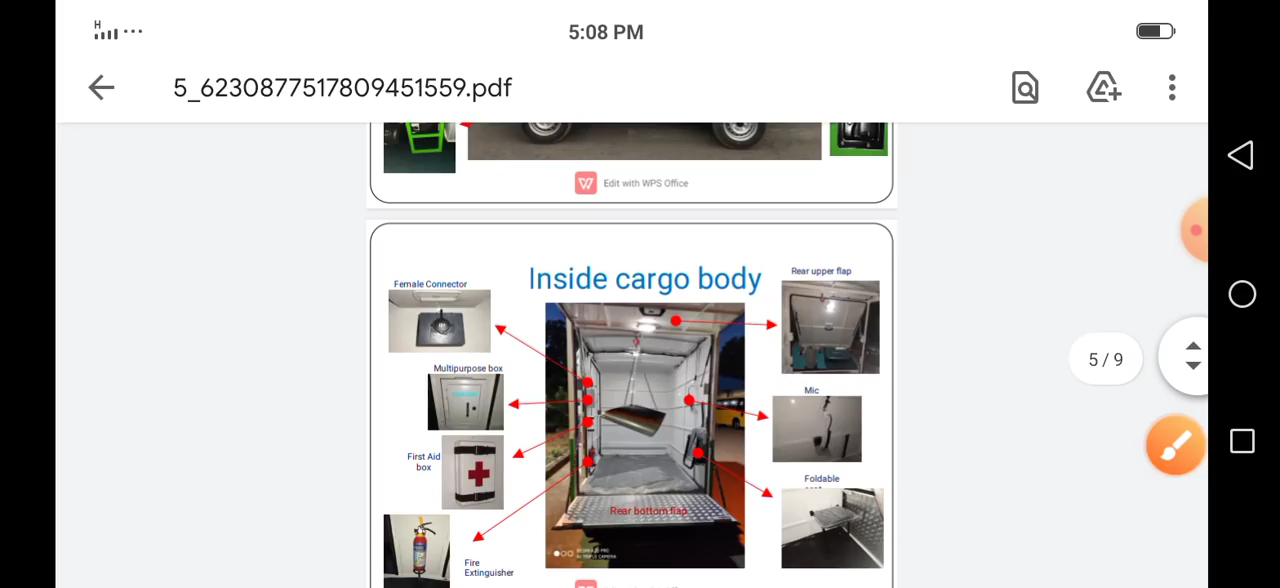 H
5:08 PM
5_6230877517809451559.pdf
Edit with WPS Office
Inside cargo body
Female Connector
Rear upper flap
Multipurpose box
Mic
First Aid
box
Foldable
Rear bottom flap
Fire
Extinguisher
5 / 9